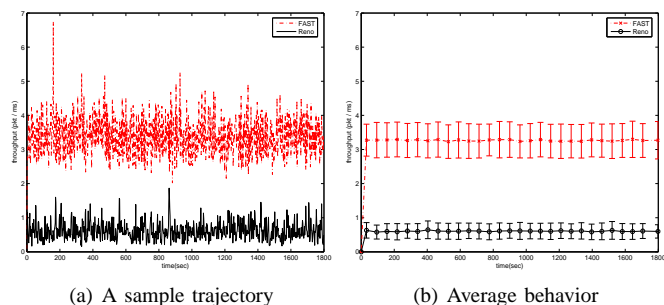 7
6
5
4
3
2
1
0
throughput (pkt / ms)
0 200 400 600 800 1000 1200 1400 1600 1800
time(sec)
FAST
Reno
(a) A sample trajectory
7
6
5
4
3
2
1
0
throughput (pkt / ms)
0 200 400 600 800 1000 1200 1400 1600 1800
time(sec)
FAST
Reno
(b) Average behavior